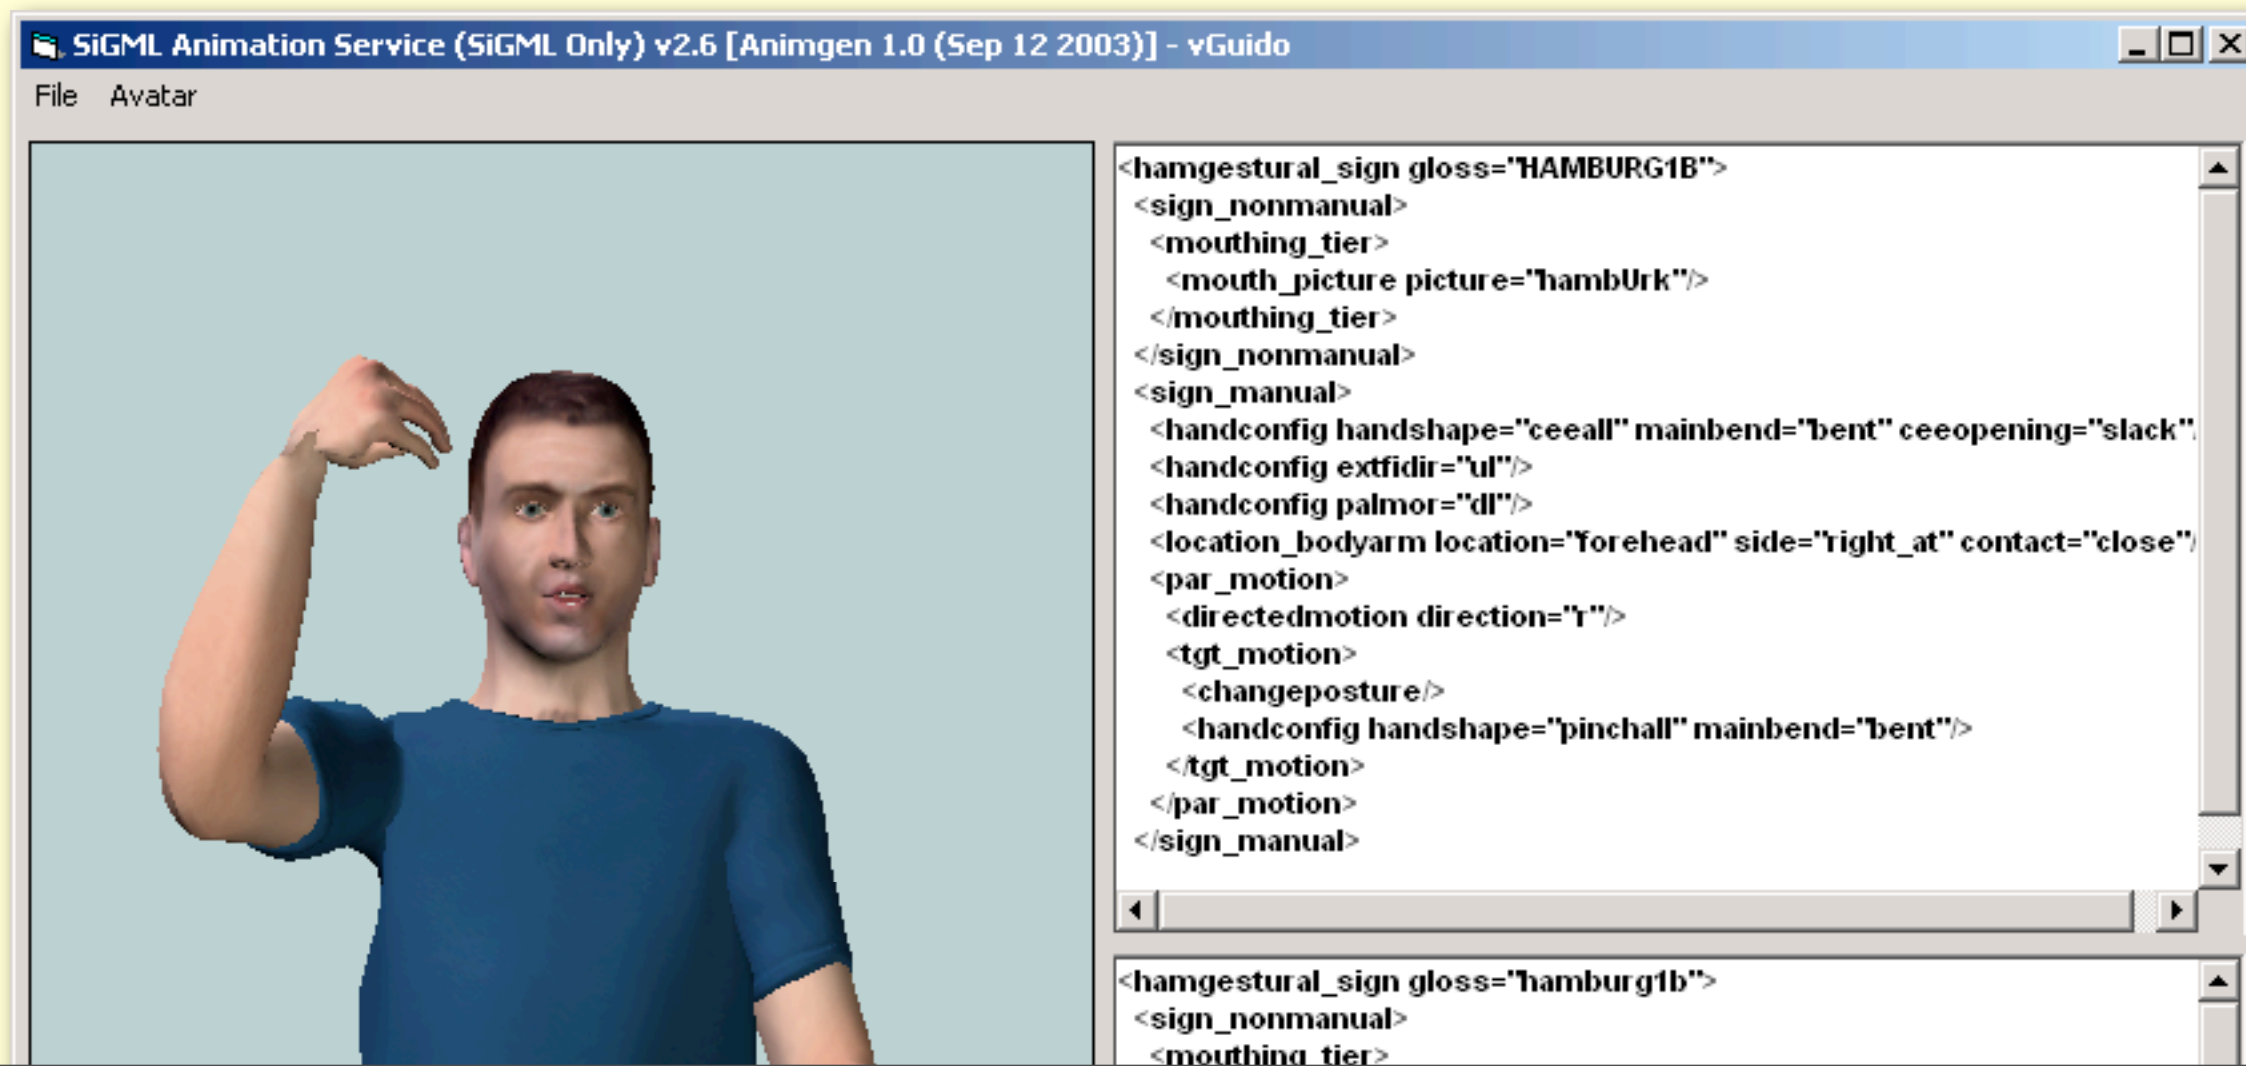 SiGML Animation Service (SiGML Only) v2.6 [Animgen 1.0 (Sep 12 2003)] - vGuido
File Avatar
<hamgestural_sign gloss="HAMBURG1B">
<sign_nonmanual>
<mouthing_tier>
<mouth_picture picture="hambUrk"/>
</mouthing_tier>
</sign_nonmanual>
<sign_manual>
<handconfig handshape="ceeall" mainbend="bent" ceeopening="slack"/
<handconfig extfidir="ul"/>
<handconfig palmor="dl"/>
<location_bodyarm location="forehead" side="right_at" contact="close"/
<par_motion>
<directedmotion direction="r"/>
<tgt_motion>
<changeposture/>
<handconfig handshape="pinchall" mainbend="bent"/>
</tgt_motion>
</par_motion>
</sign_manual>
<hamgestural_sign gloss="hamburg1b">
<sign_nonmanual>
<mouthing_tier>